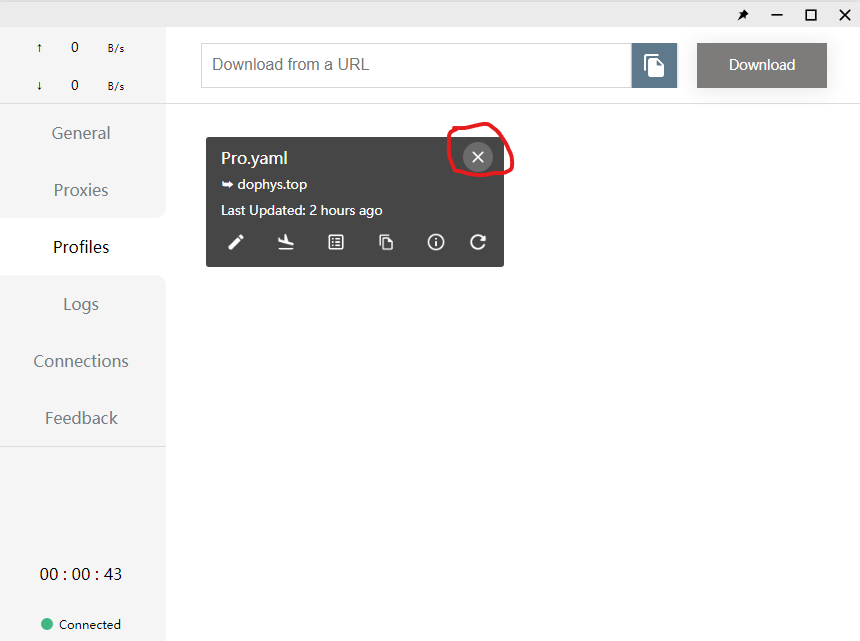 ↑ 0 B/s
↓ 0 B/s
General
Proxies
Profiles
Logs
Connections
Feedback
00 : 00 : 43
Connected
Download from a URL
Download
Pro.yaml
dophys.top
Last Updated: 2 hours ago